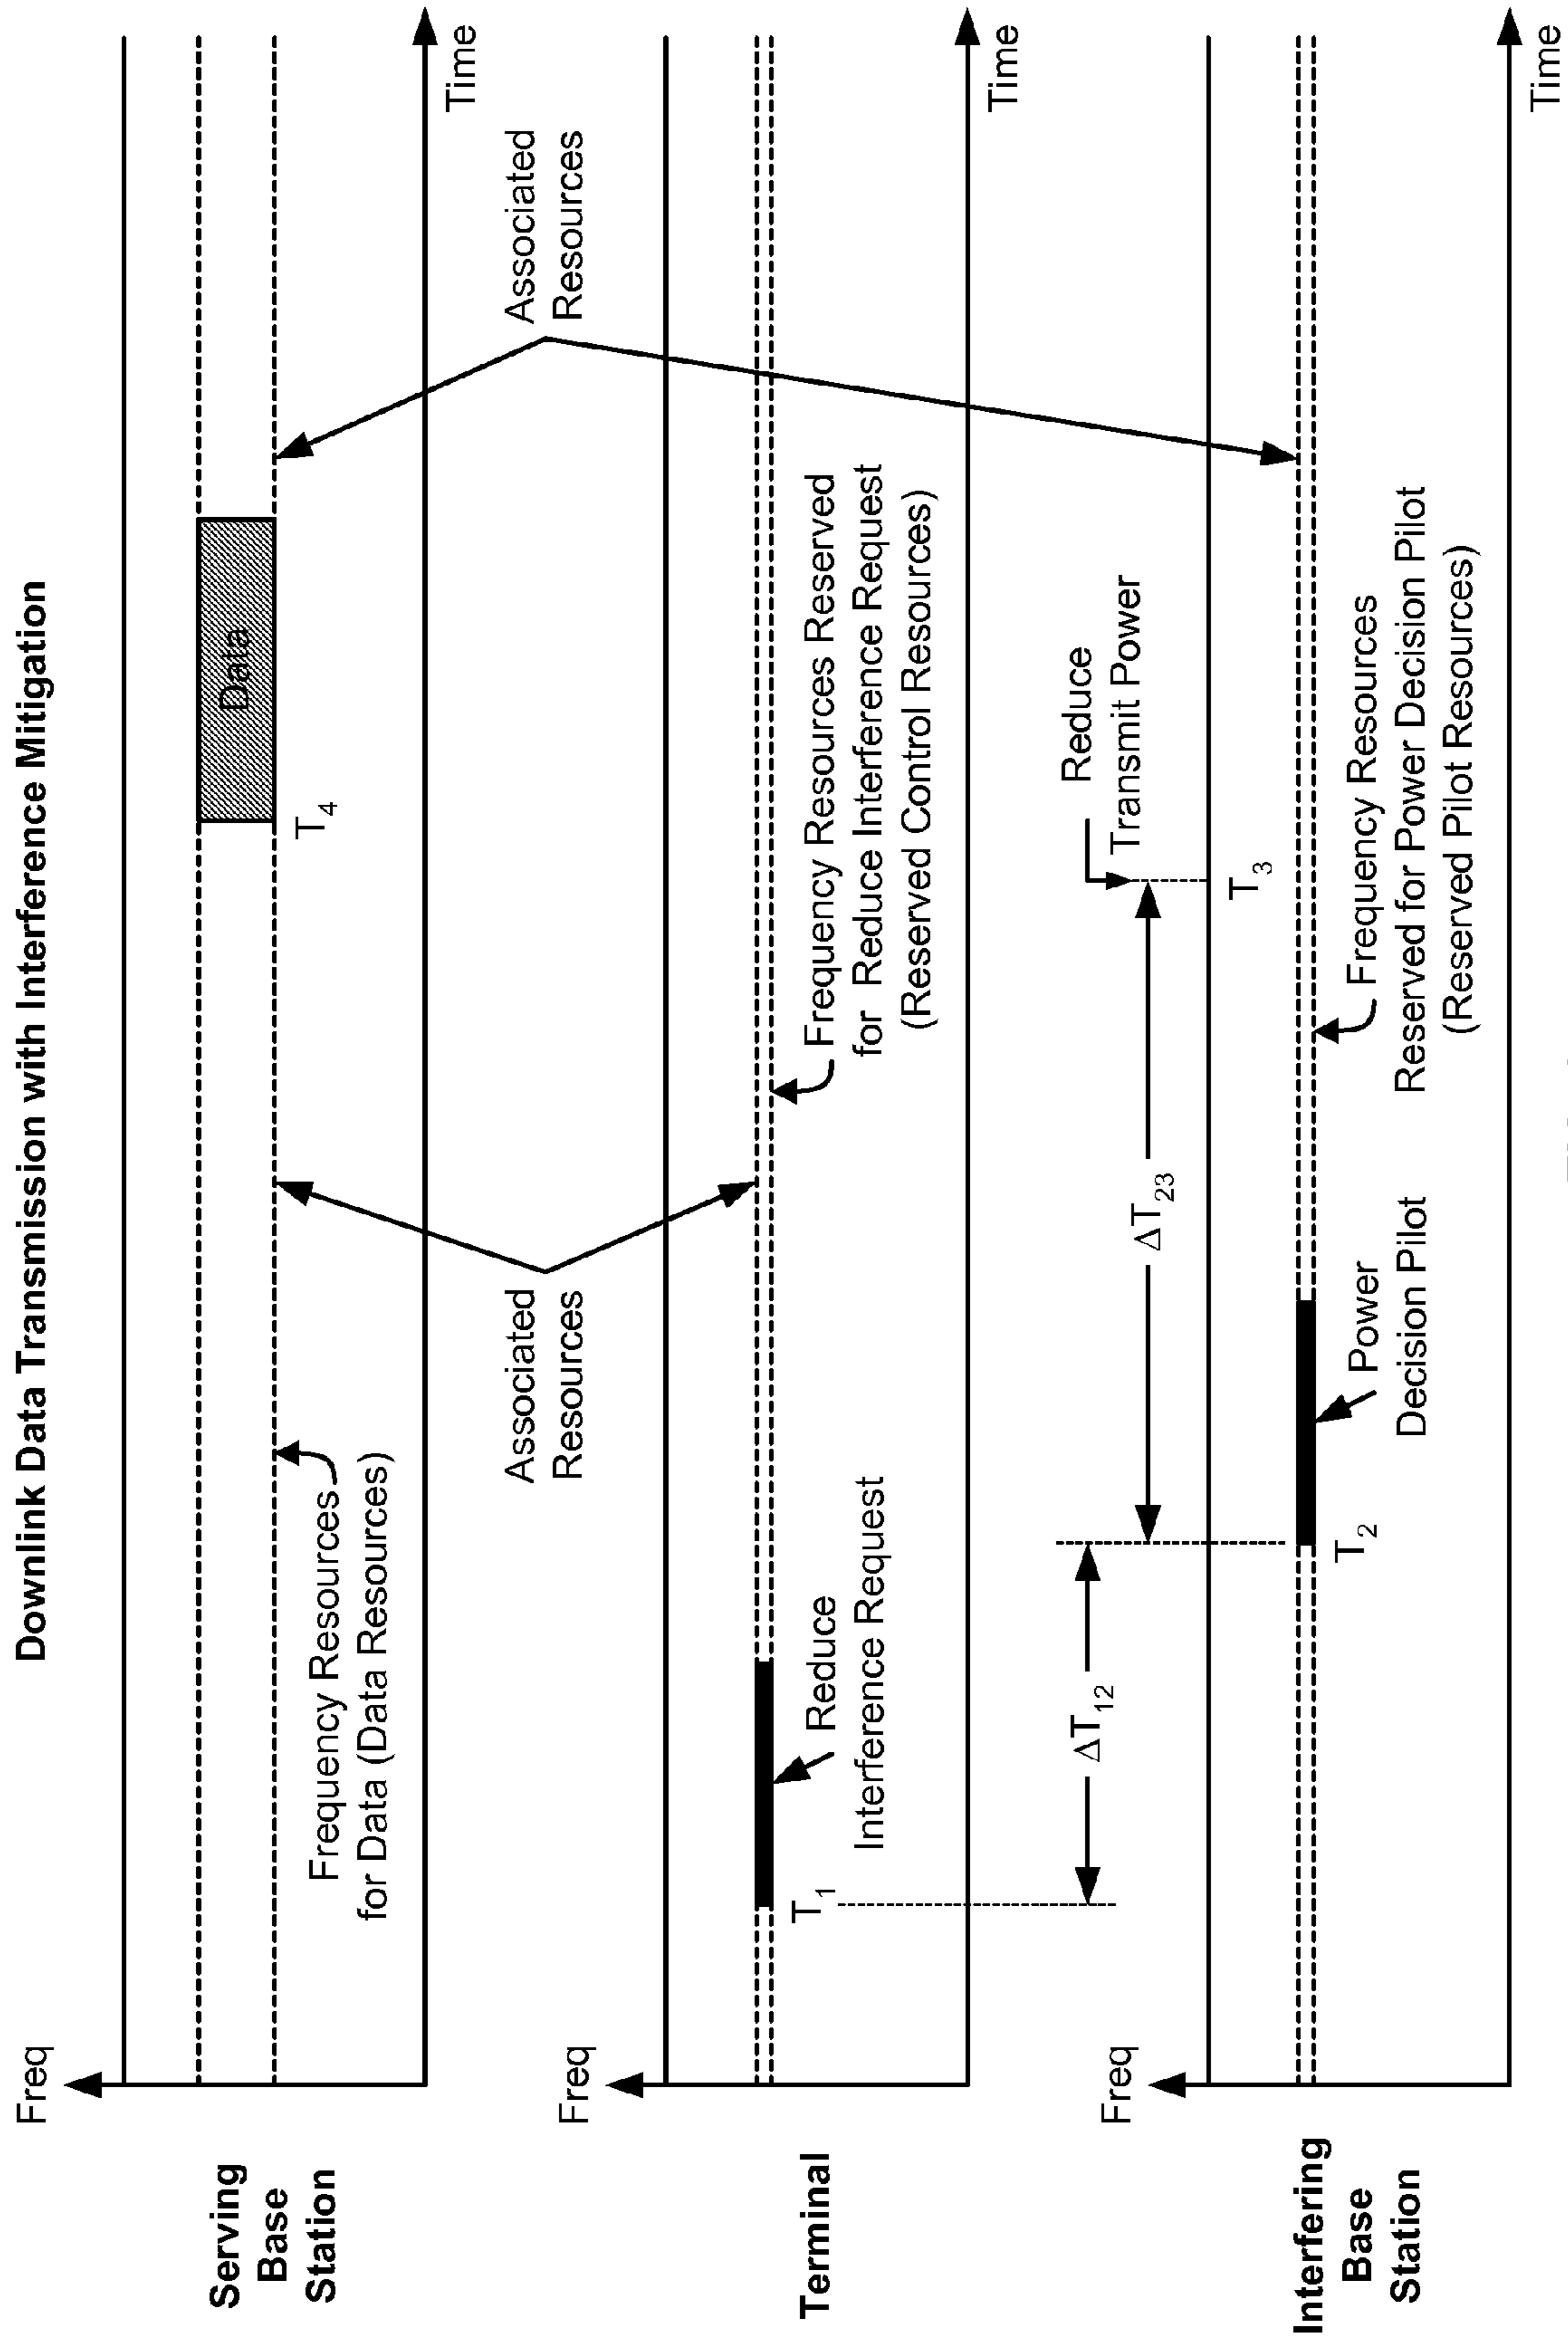 Downlink Data Transmission with Interference Mitigation
Freq
Serving
Base
Station
Frequency Resources
for Data (Data Resources)
Data
T4
Time
Associated
Resources
Associated
Resources
Freq
Terminal
T1
Reduce
Interference Request
Frequency Resources Reserved
for Reduce Interference Request
(Reserved Control Resources)
Time
ΔT12
ΔT23
Reduce
Transmit Power
Freq
Interfering
Base
Station
T3
T2
Power
Decision Pilot
Frequency Resources
Reserved for Power Decision Pilot
(Reserved Pilot Resources)
Time